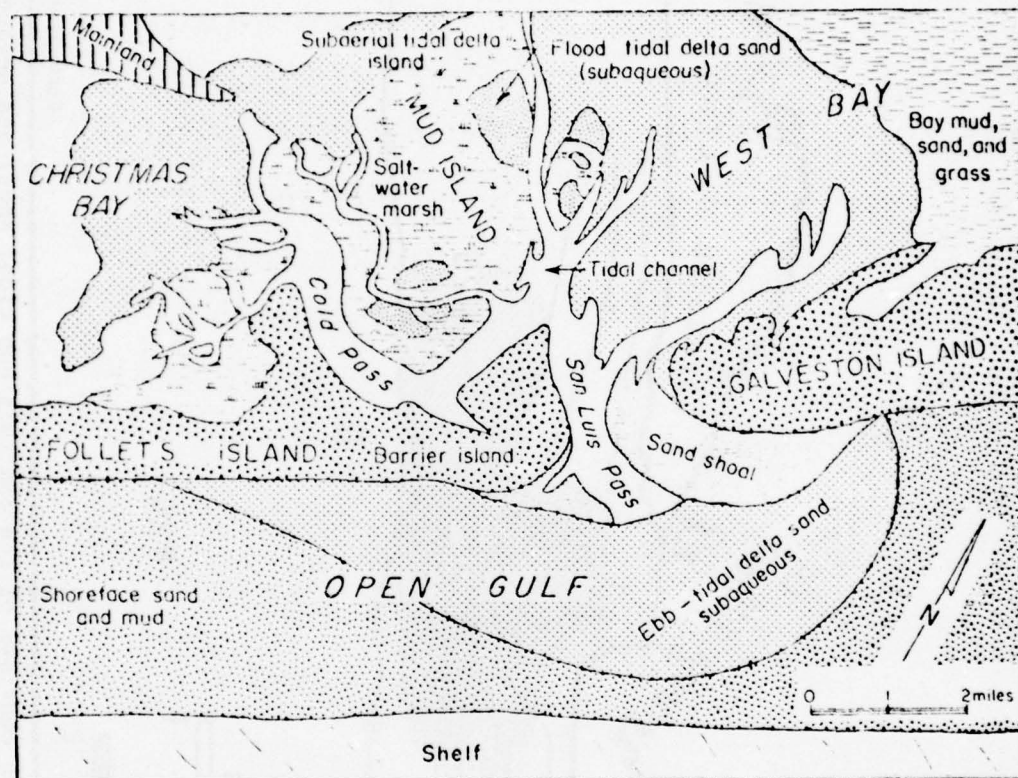 Mainland
Subaerial tidal delta
island
Flood tidal delta sand
(subaqueous)
MUD ISLAND
WEST BAY
Bay mud,
sand, and
grass
CHRISTMAS
BAY
Salt-
water
marsh
Tidal channel
Cold Pass
San Luis Pass
GALVESTON ISLAND
FOLLETS ISLAND
Barrier island
Sand shoal
Ebb-tidal delta sand
subaqueous
OPEN GULF
Shoreface sand
and mud
N
0 1 2 miles
Shelf